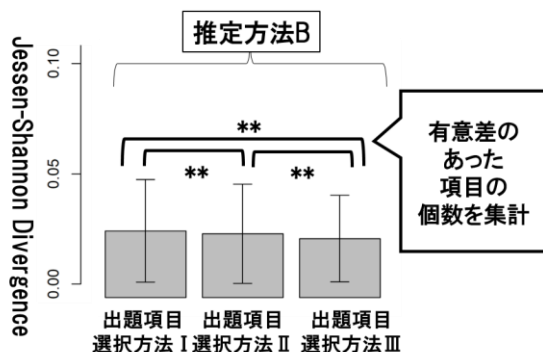 推定方法B
Jessen-Shannon Divergence
0.10
0.05
0.00
**
**
**
有意差の
あった
項目の
個数を集計
出題項目
選択方法Ⅰ
出題項目
選択方法Ⅱ
出題項目
選択方法Ⅲ